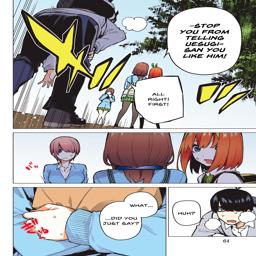 —STOP
YOU FROM
TELLING
UESUGI-
SAN YOU
LIKE HIM!
ALL
RIGHT!
FIRST!
WHAT...
...DID YOU
JUST SAY?
HUH?
64